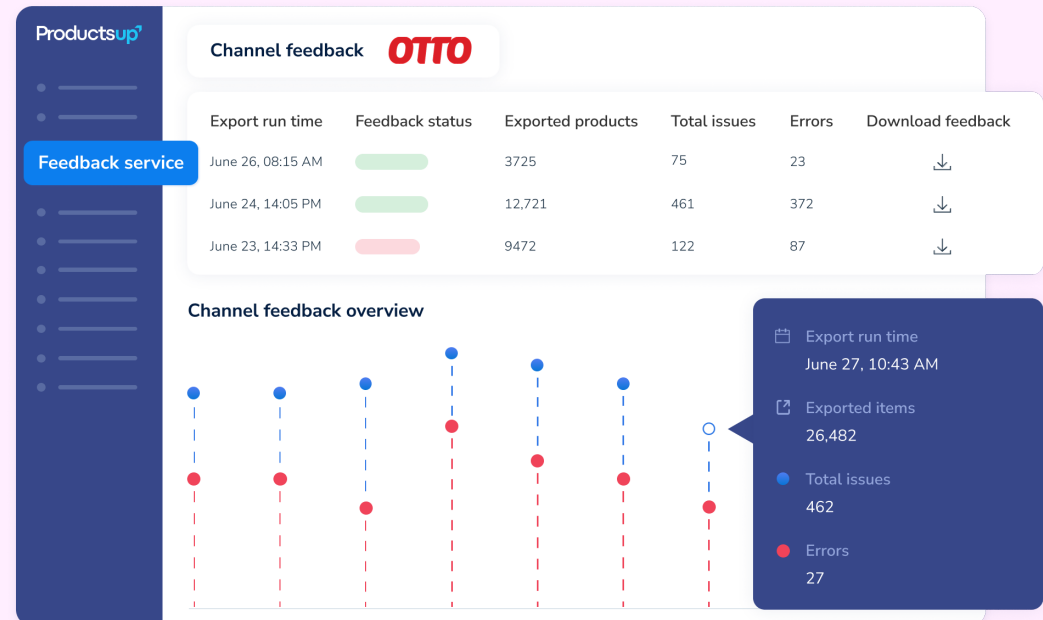 Productsup
Channel feedback OTTO
Export run time Feedback status Exported products Total issues Errors Download feedback
June 26, 08:15 AM 3725 75 23
Feedback service
June 24, 14:05 PM 12,721 461 372
June 23, 14:33 PM 9472 122 87
Channel feedback overview
Export run time
June 27, 10:43 AM
Exported items
26,482
Total issues
462
Errors
27